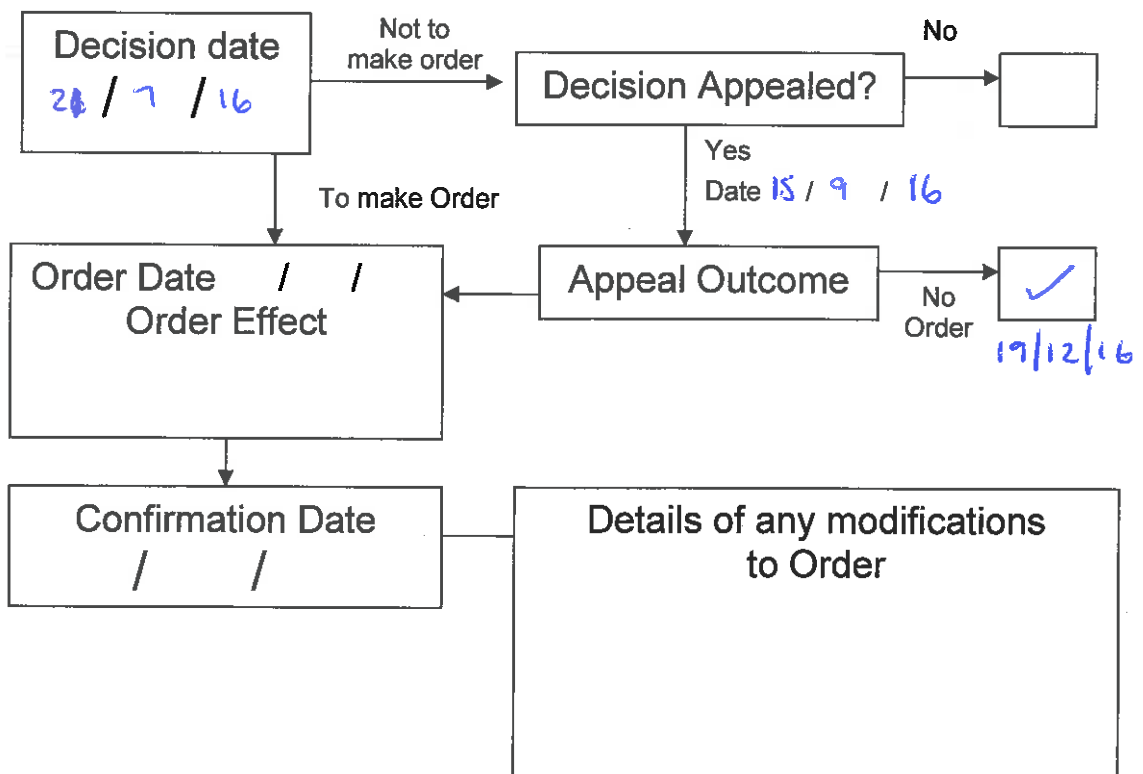 Decision date
/ 7 / 16
Not to
make order
Decision Appealed?
No
Yes
Date 15 / 9 / 16
To make Order
Order Date / /
Order Effect
Appeal Outcome
No
Order
✓
19/12/16
Confirmation Date
/ /
Details of any modifications
to Order